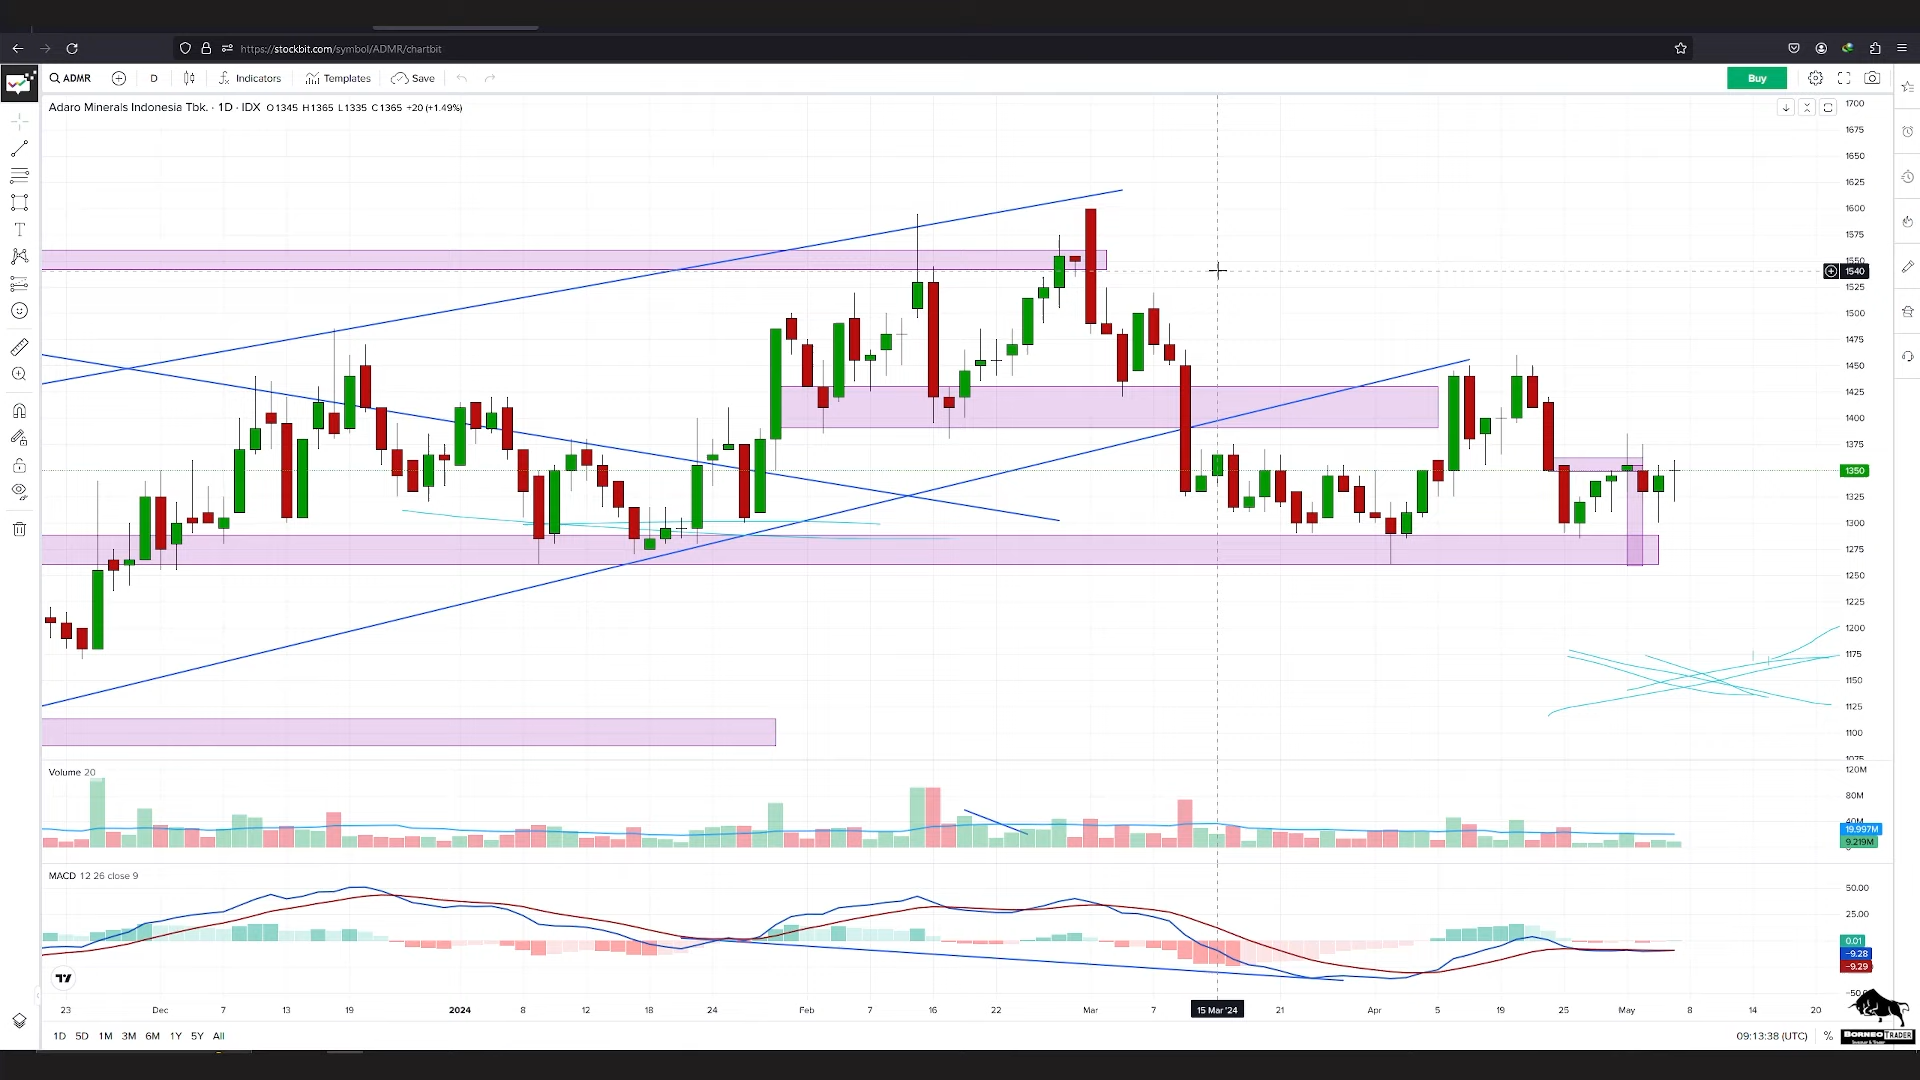 https://stockbit.com/symbol/ADMR/chartbit
ADMR D Indicators Templates Save Buy
Adaro Minerals Indonesia Tbk. · 1D · IDX O1345 H1365 L1335 C1365 +20 (+1.49%)
1700
1675
1650
1625
1600
1575
1550
1540
1525
1500
1475
1450
1425
1400
1375
1350
1325
1300
1275
1250
1225
1200
1175
1150
1125
1100
1075
Volume 20
120M
80M
40M
19.997M
9.219M
MACD 12 26 close 9
50.00
25.00
0.01
−9.28
−9.29
23 Dec 7 13 19 2024 8 12 18 24 Feb 7 16 22 Mar 7 15 Mar '24 21 Apr 5 19 25 May 8 14 20
1D 5D 1M 3M 6M 1Y 5Y All
09:13:38 (UTC) %
BORNEO TRADER